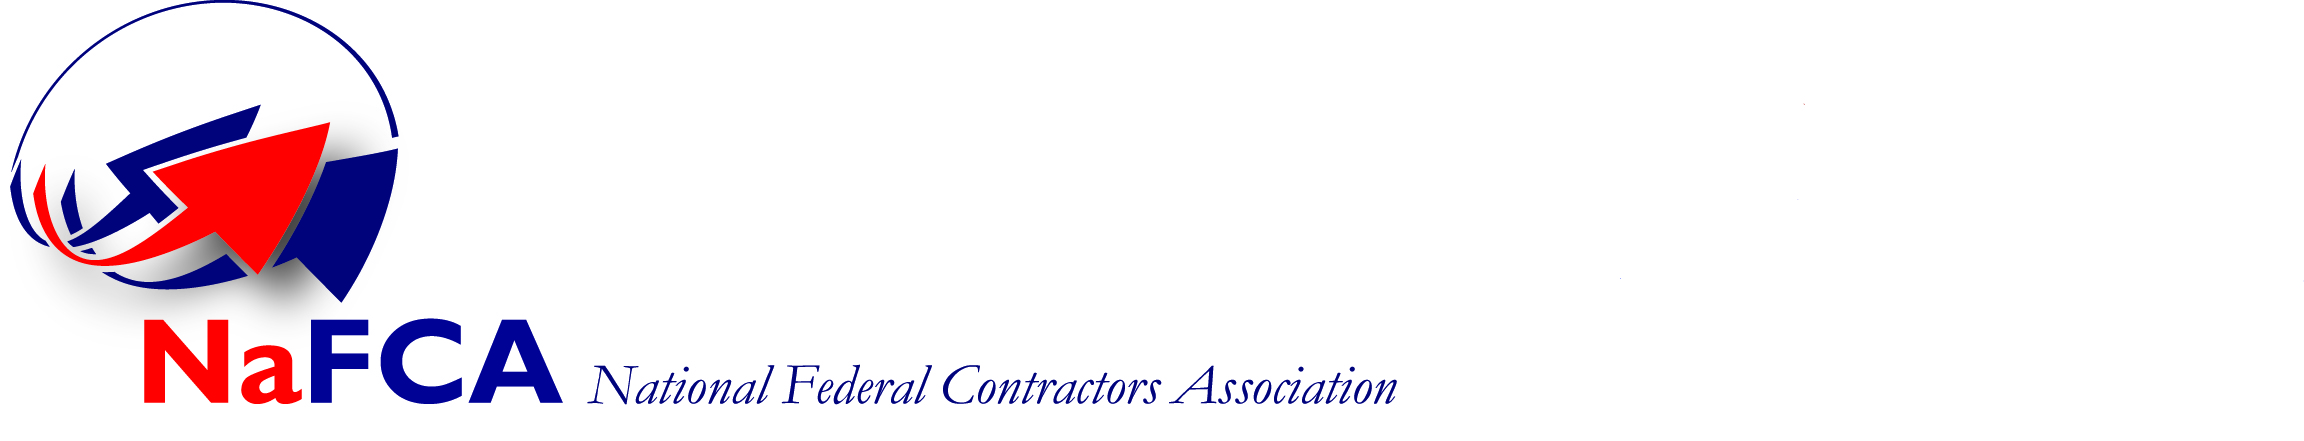 NaFCA National Federal Contractors Association